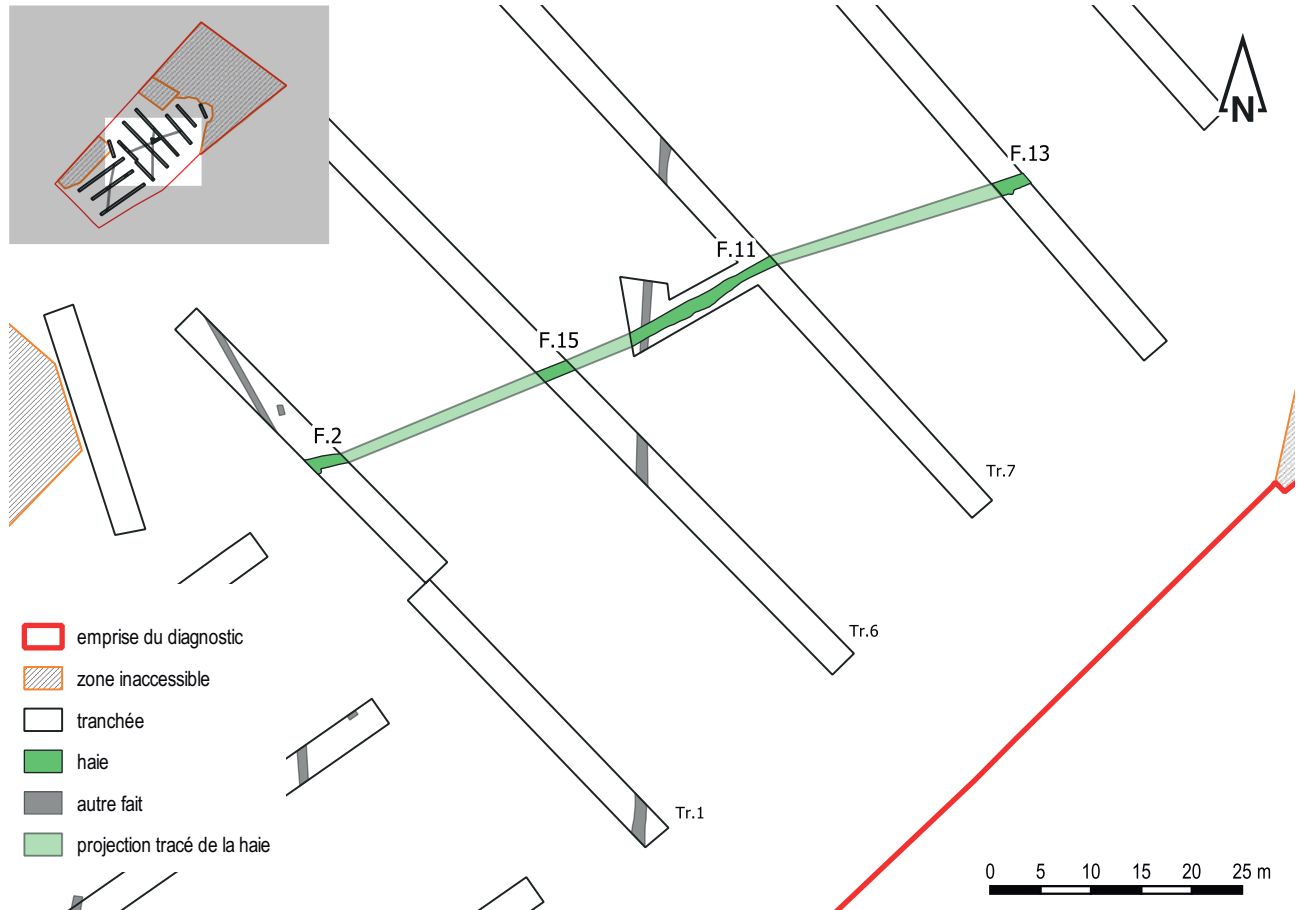 N
F.13
F.11
F.15
F.2
Tr.7
Tr.6
Tr.1
emprise du diagnostic
zone inaccessible
tranchée
haie
autre fait
projection tracé de la haie
0 5 10 15 20 25 m